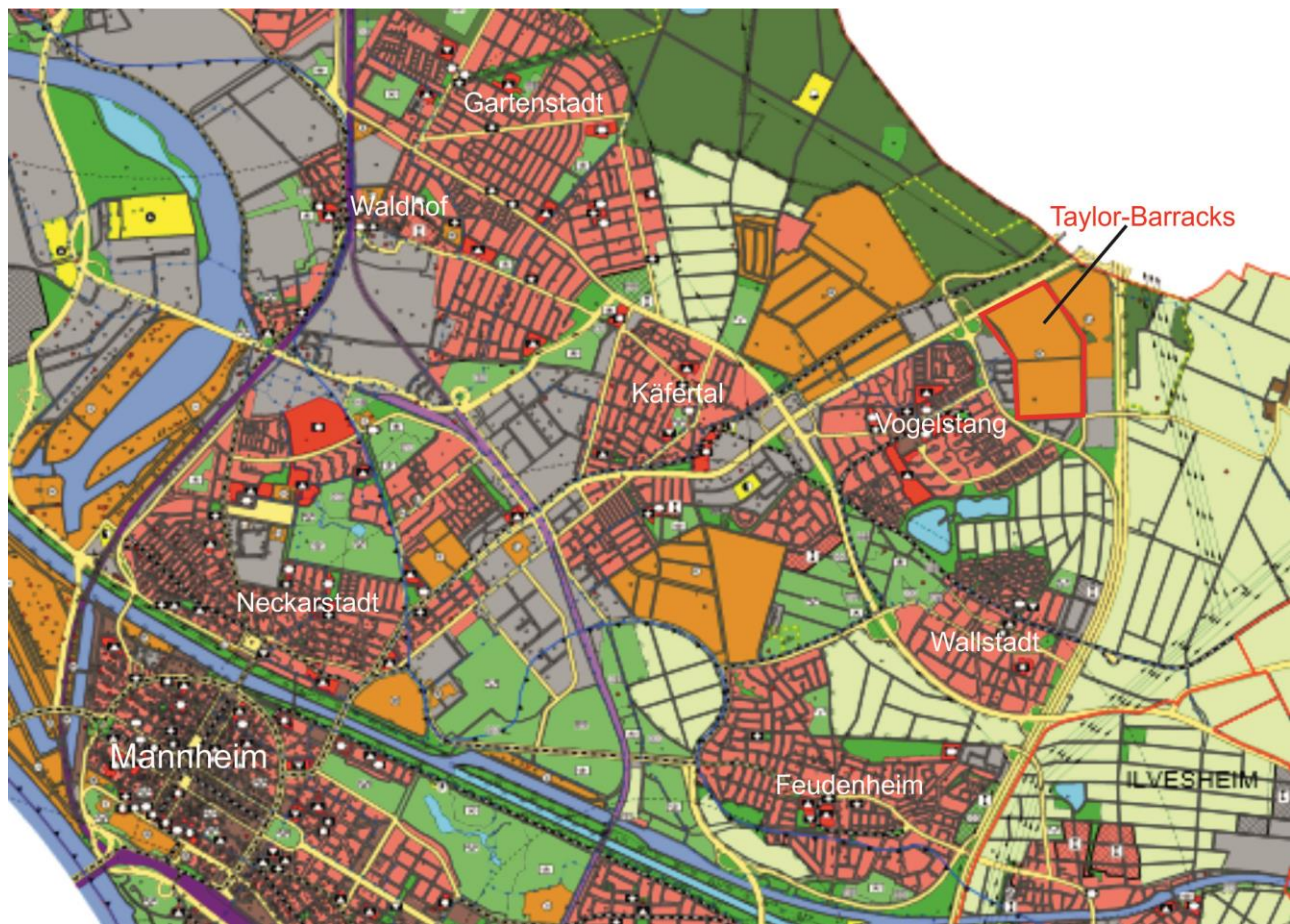 Gartenstadt
Waldhof
Taylor-Barracks
Käfertal
Vogelstang
Neckarstadt
Wallstadt
Mannheim
Feudenheim
ILVESHEIM